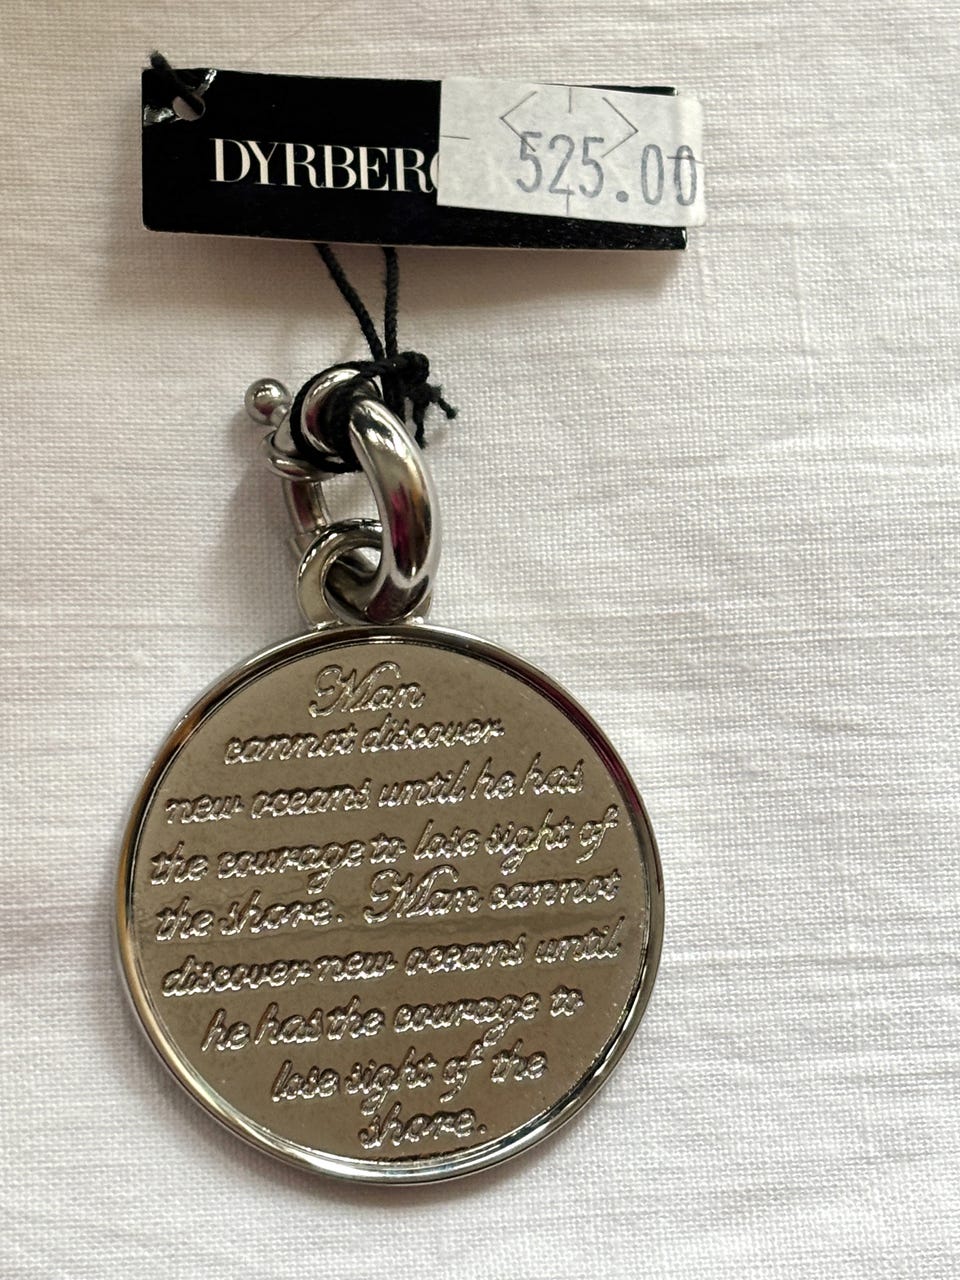 DYRBERG
525.00
Man
cannot discover
new oceans until he has
the courage to lose sight of
the shore. Man cannot
discover new oceans until
he has the courage to
lose sight of the
shore.